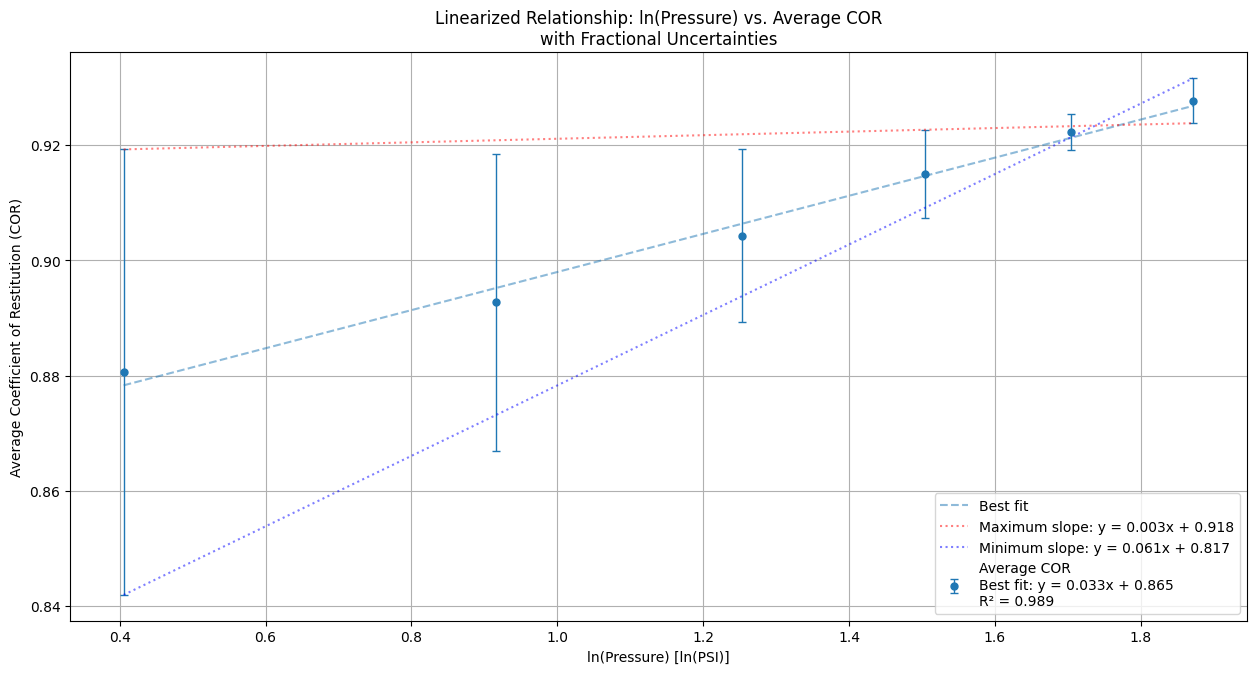 Linearized Relationship: ln(Pressure) vs. Average COR
with Fractional Uncertainties
Average Coefficient of Restitution (COR)
0.92
0.90
0.88
0.86
0.84
0.4
0.6
0.8
1.0
1.2
1.4
1.6
1.8
ln(Pressure) [ln(PSI)]
Best fit
Maximum slope: y = 0.003x + 0.918
Minimum slope: y = 0.061x + 0.817
Average COR
Best fit: y = 0.033x + 0.865
R² = 0.989